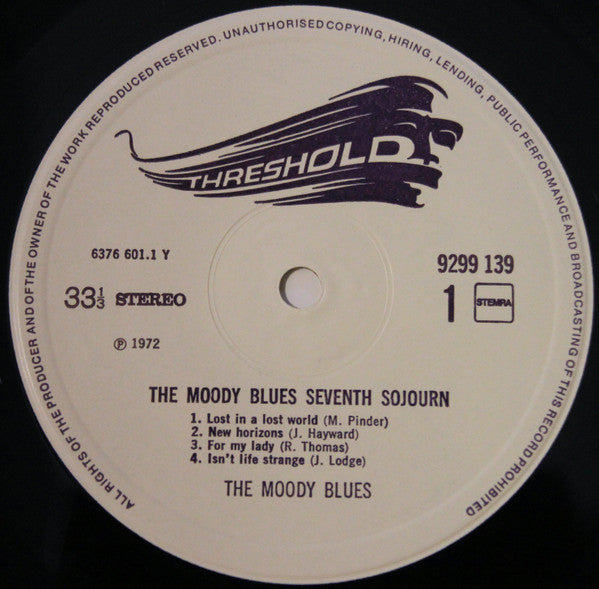 ALL RIGHTS OF THE PRODUCER AND OF THE OWNER OF THE WORK REPRODUCED RESERVED. UNAUTHORISED COPYING, HIRING, LENDING, PUBLIC PERFORMANCE AND BROADCASTING OF THIS RECORD PROHIBITED
THRESHOLD
6376 601.1 Y
9299 139
33⅓ STEREO
1 STEMRA
℗ 1972
THE MOODY BLUES SEVENTH SOJOURN
1. Lost in a lost world (M. Pinder)
2. New horizons (J. Hayward)
3. For my lady (R. Thomas)
4. Isn't life strange (J. Lodge)
THE MOODY BLUES